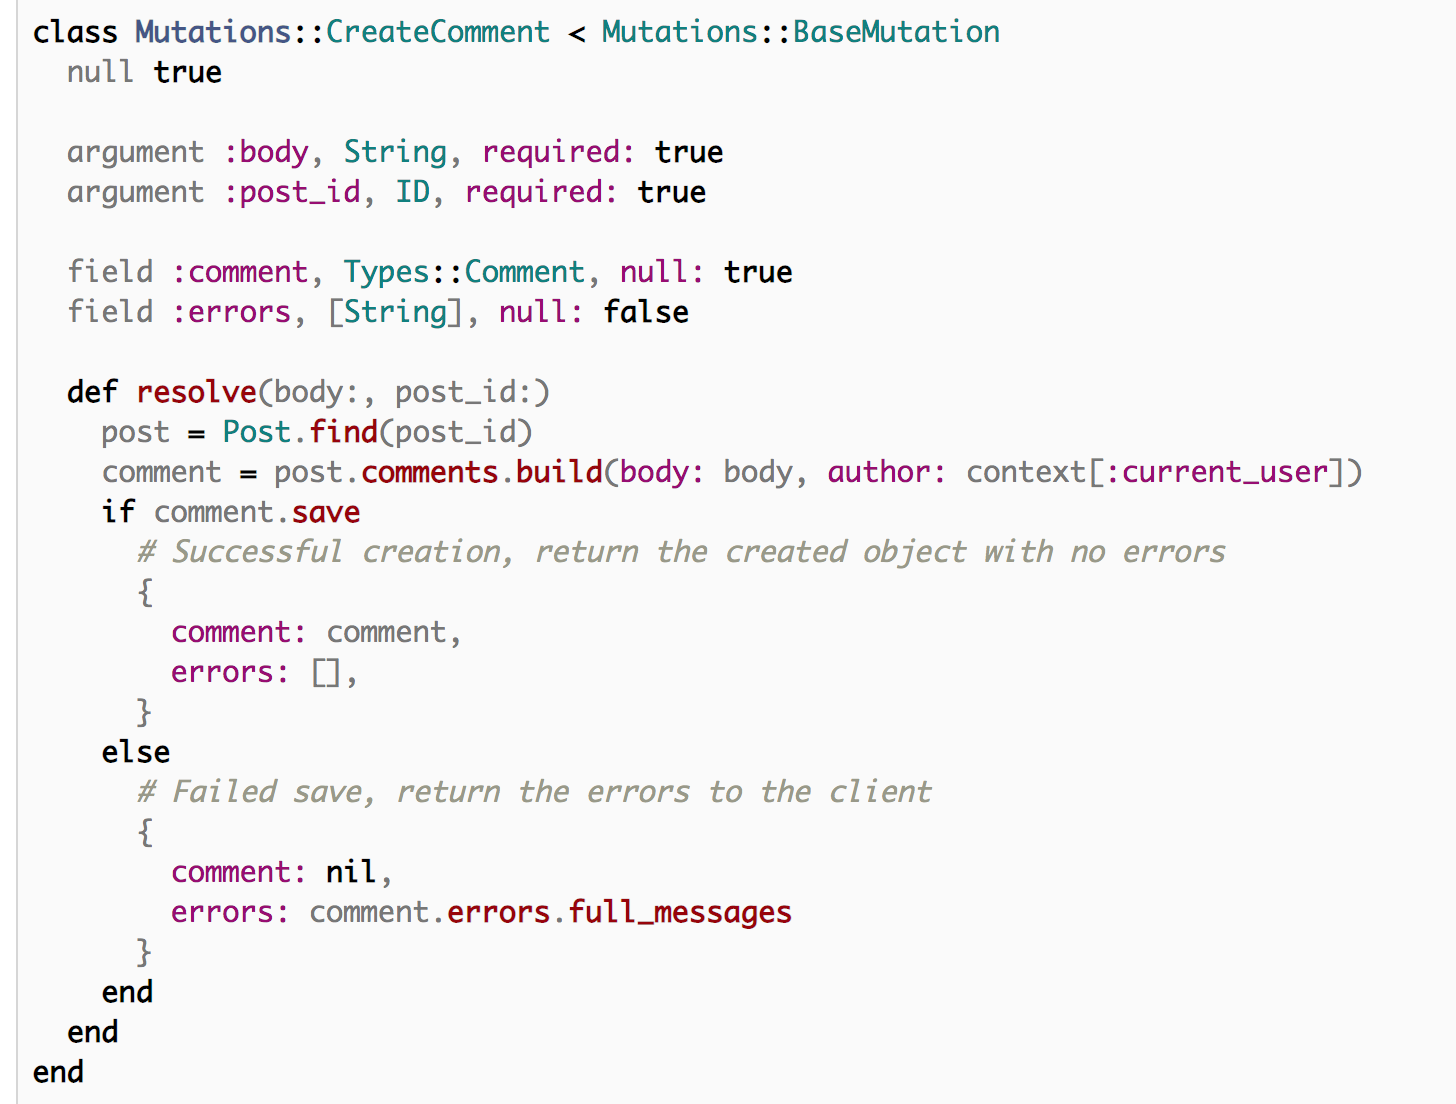 class Mutations::CreateComment < Mutations::BaseMutation
  null true

  argument :body, String, required: true
  argument :post_id, ID, required: true

  field :comment, Types::Comment, null: true
  field :errors, [String], null: false

  def resolve(body:, post_id:)
    post = Post.find(post_id)
    comment = post.comments.build(body: body, author: context[:current_user])
    if comment.save
      # Successful creation, return the created object with no errors
      {
        comment: comment,
        errors: [],
      }
    else
      # Failed save, return the errors to the client
      {
        comment: nil,
        errors: comment.errors.full_messages
      }
    end
  end
end